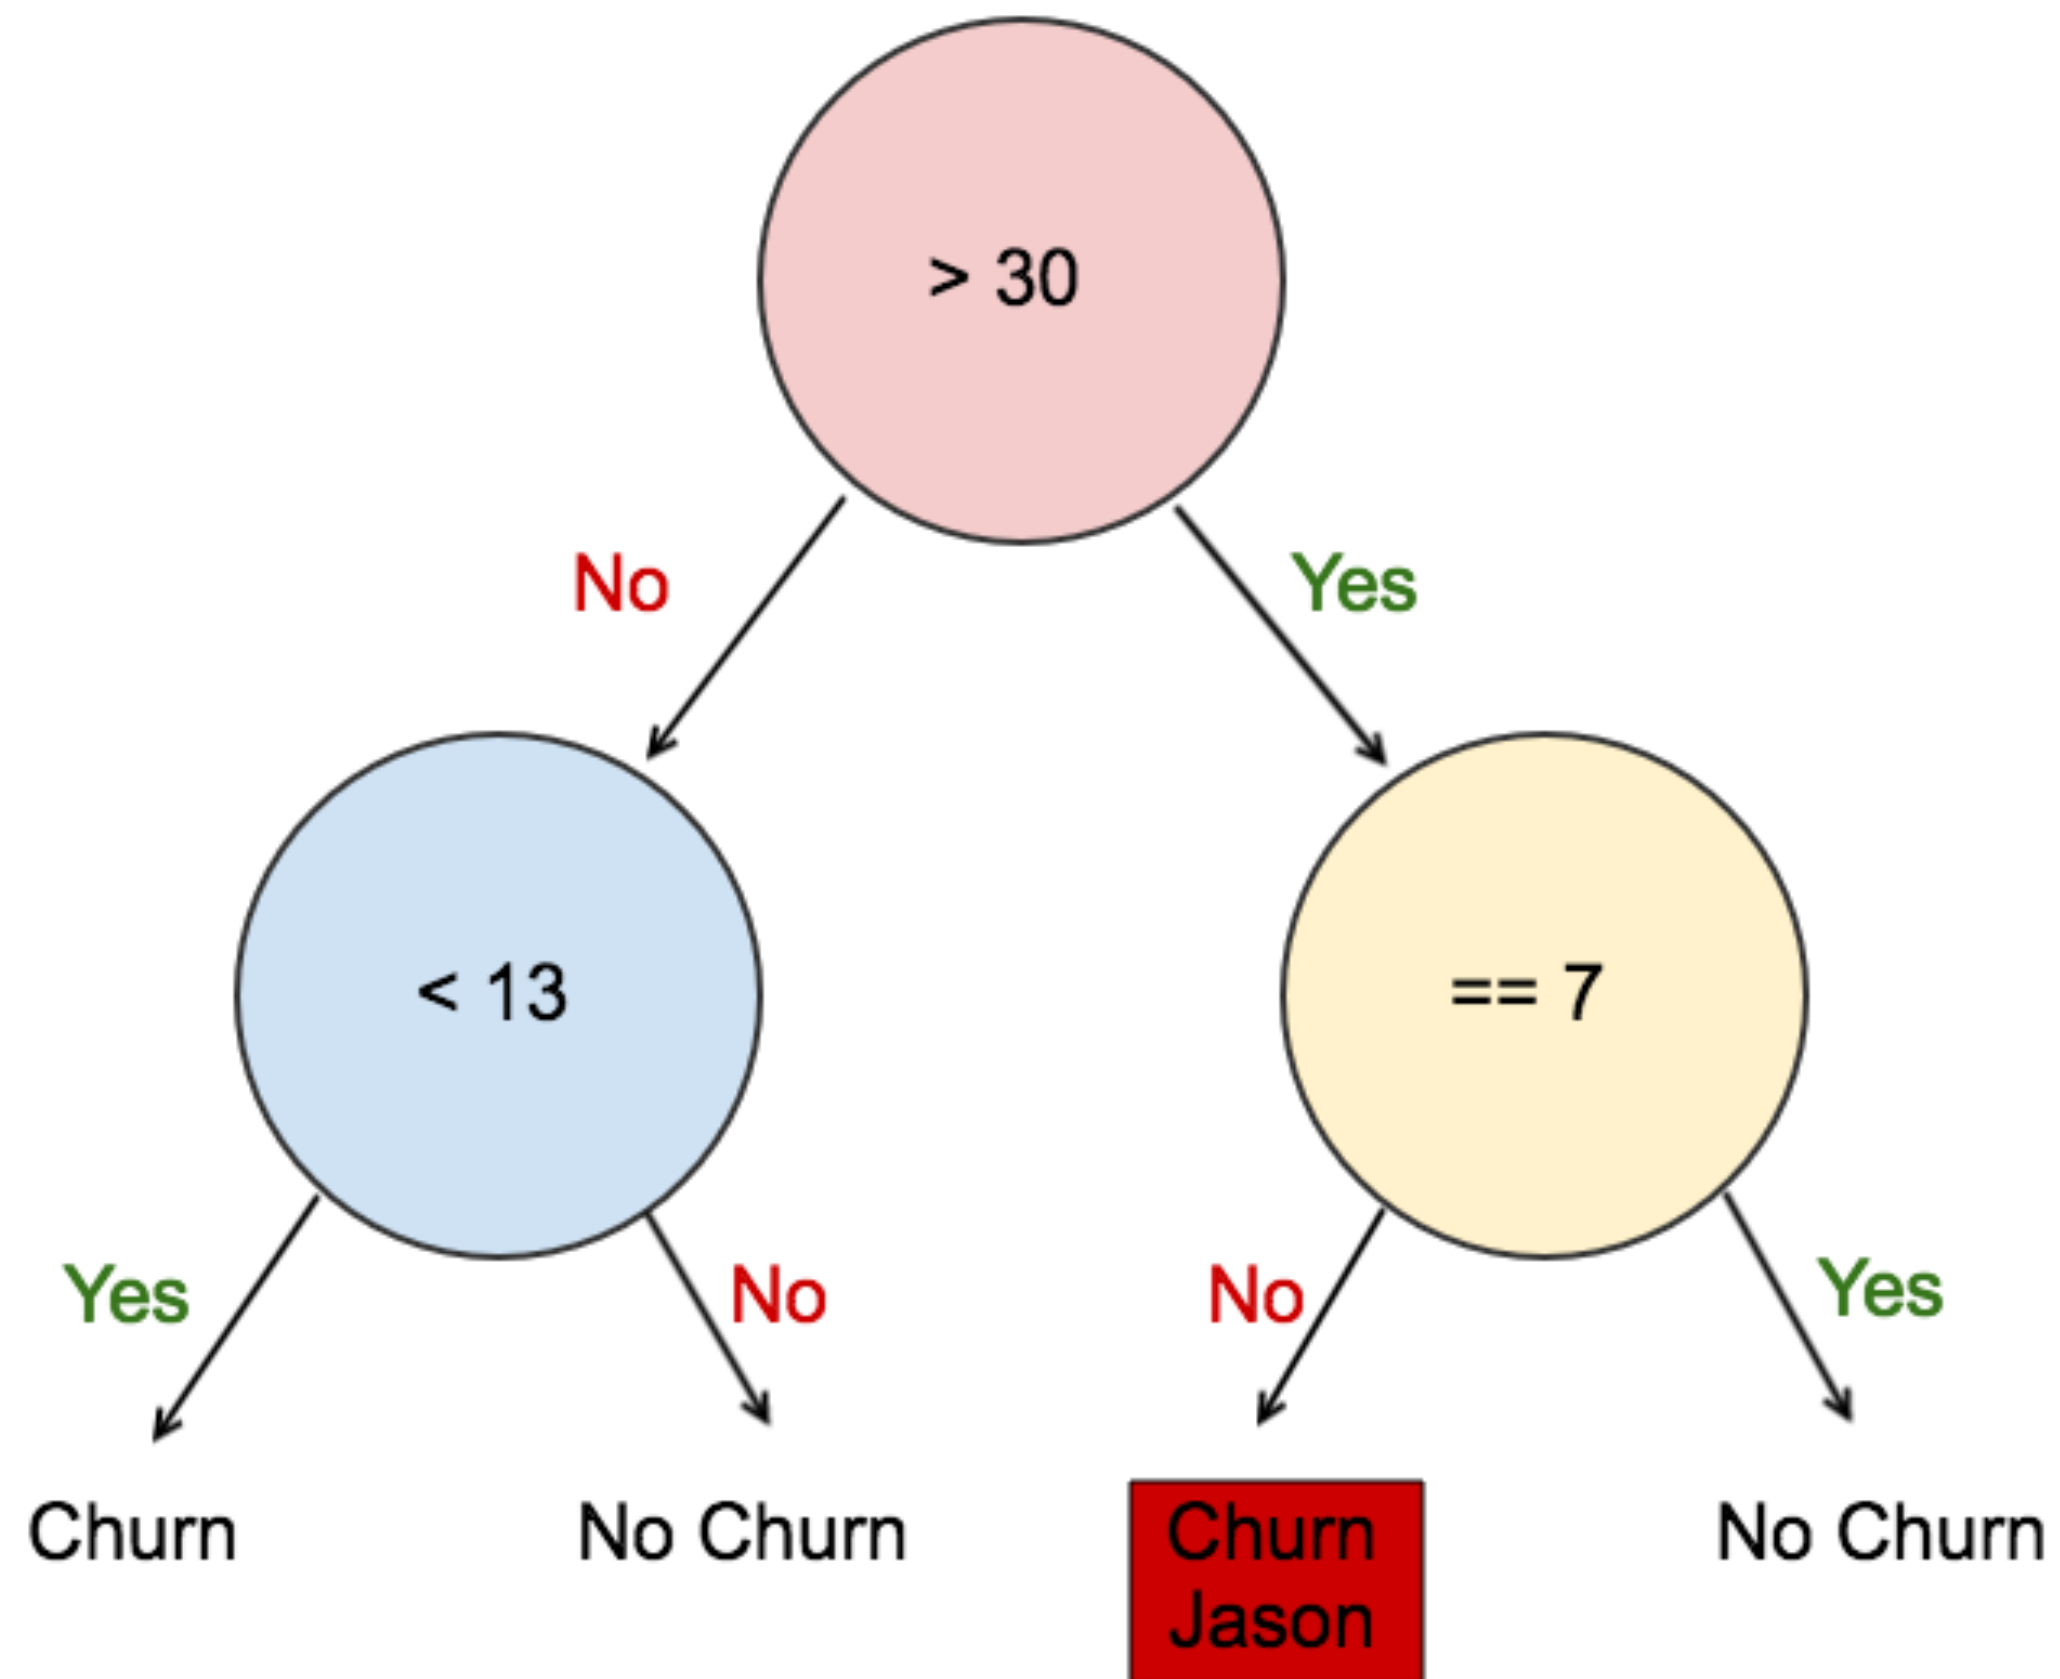 > 30
No
Yes
< 13
== 7
Yes
No
No
Yes
Churn
No Churn
Churn
Jason
No Churn